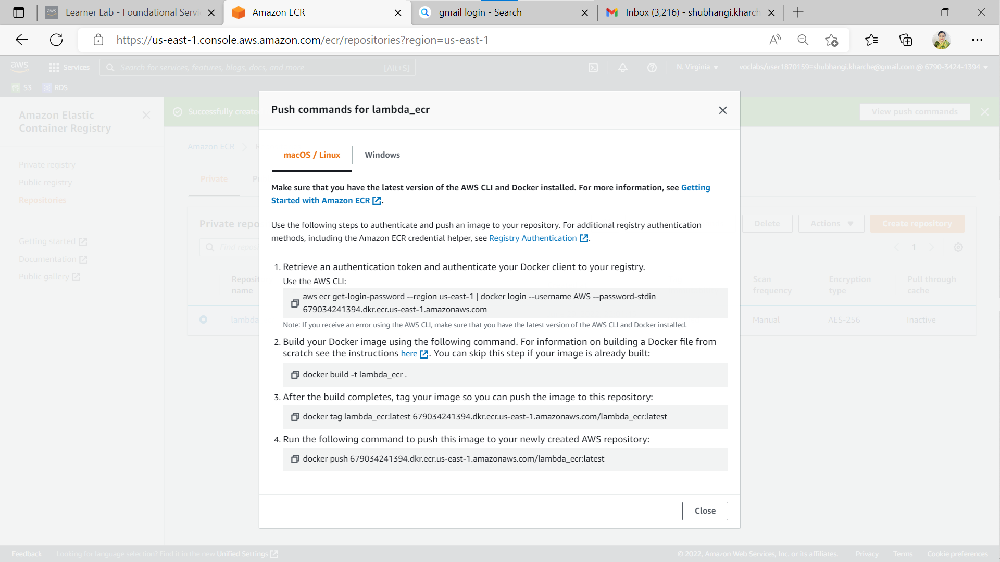 Learner Lab - Foundational Servi
Amazon ECR
gmail login - Search
Inbox (3,216) - shubhangi.kharch
https://us-east-1.console.aws.amazon.com/ecr/repositories?region=us-east-1
aws
Services
Search for services, features, blogs, docs, and more
[Alt+S]
N. Virginia
voclabs/user1870159=shubhangi.kharche@gmail.com @ 6790-3424-1394
S3
RDS
Amazon Elastic
Container Registry
Private registry
Public registry
Repositories
Getting started
Documentation
Public gallery
Successfully create
View push commands
Amazon ECR
Private
Private repo
Find repos
Delete
Actions
Create repository
1
Reposit
name
Scan
frequency
Encryption
type
Pull through
cache
lambda
Manual
AES-256
Inactive
Push commands for lambda_ecr
macOS / Linux
Windows
Make sure that you have the latest version of the AWS CLI and Docker installed. For more information, see Getting
Started with Amazon ECR.
Use the following steps to authenticate and push an image to your repository. For additional registry authentication
methods, including the Amazon ECR credential helper, see Registry Authentication.
1. Retrieve an authentication token and authenticate your Docker client to your registry.
Use the AWS CLI:
aws ecr get-login-password --region us-east-1 | docker login --username AWS --password-stdin
679034241394.dkr.ecr.us-east-1.amazonaws.com
Note: If you receive an error using the AWS CLI, make sure that you have the latest version of the AWS CLI and Docker installed.
2. Build your Docker image using the following command. For information on building a Docker file from
scratch see the instructions here. You can skip this step if your image is already built:
docker build -t lambda_ecr .
3. After the build completes, tag your image so you can push the image to this repository:
docker tag lambda_ecr:latest 679034241394.dkr.ecr.us-east-1.amazonaws.com/lambda_ecr:latest
4. Run the following command to push this image to your newly created AWS repository:
docker push 679034241394.dkr.ecr.us-east-1.amazonaws.com/lambda_ecr:latest
Close
Feedback
Looking for language selection? Find it in the new Unified Settings
© 2022, Amazon Web Services, Inc. or its affiliates.
Privacy
Terms
Cookie preferences